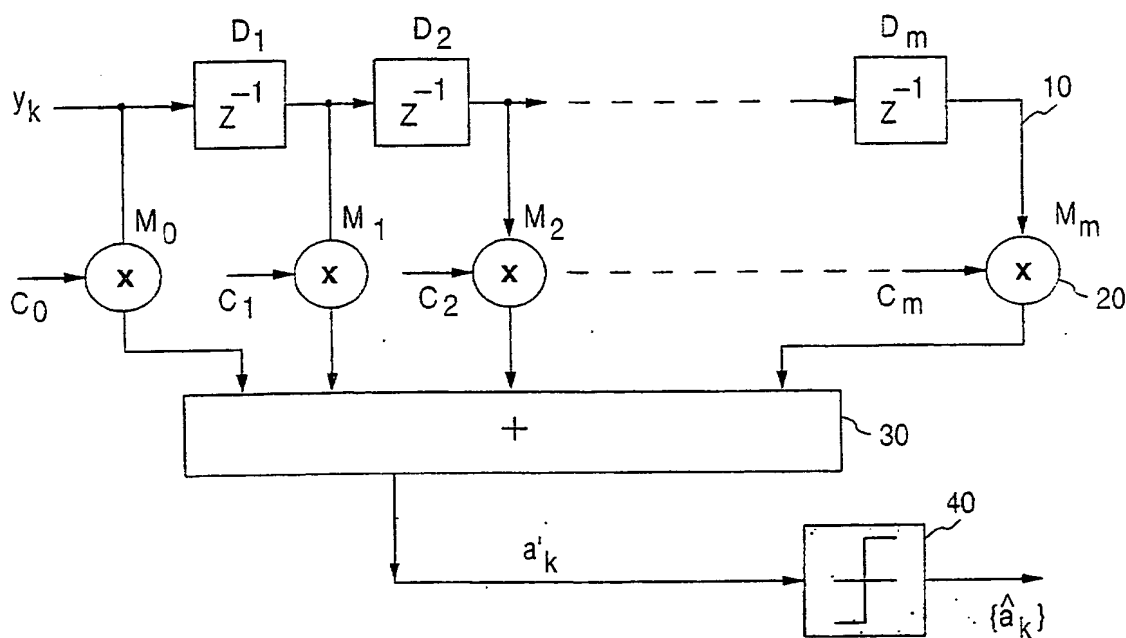 D₁ D₂ Dₘ
yₖ z⁻¹ z⁻¹ z⁻¹ 10
M₀ M₁ M₂ Mₘ
x x x x
C₀ C₁ C₂ Cₘ 20
+ 30
40
a'ₖ
{âₖ}